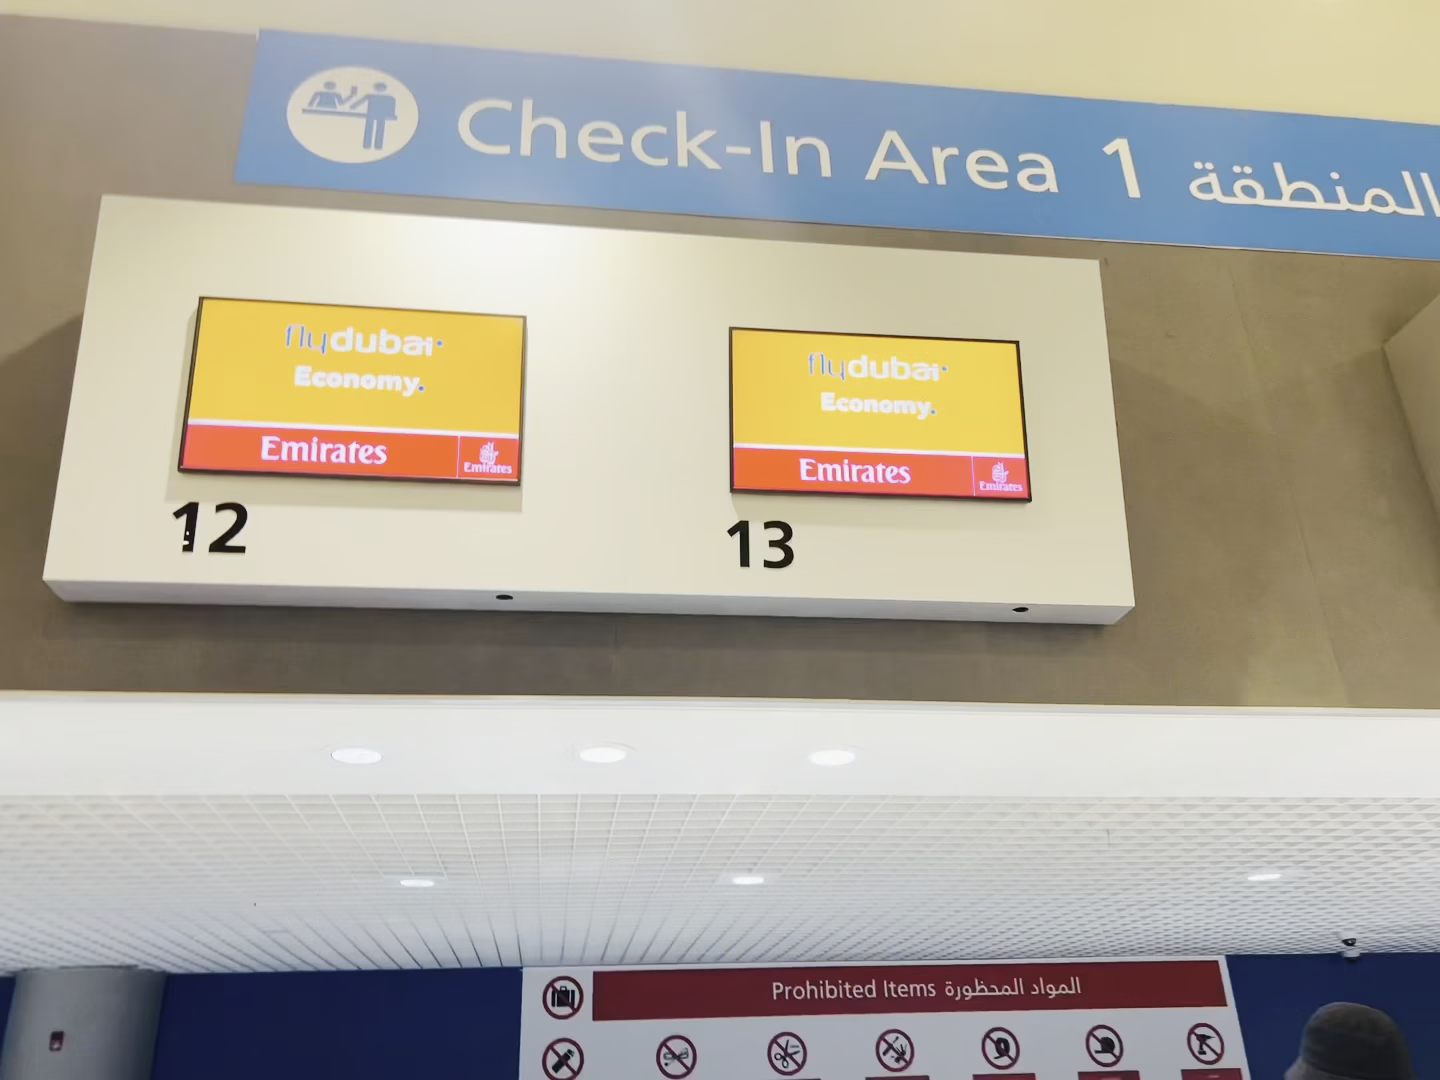 Check-In Area 1 المنطقة
flydubai
Economy.
Emirates
Emirates
12
flydubai
Economy.
Emirates
Emirates
13
Prohibited Items المواد المحظورة